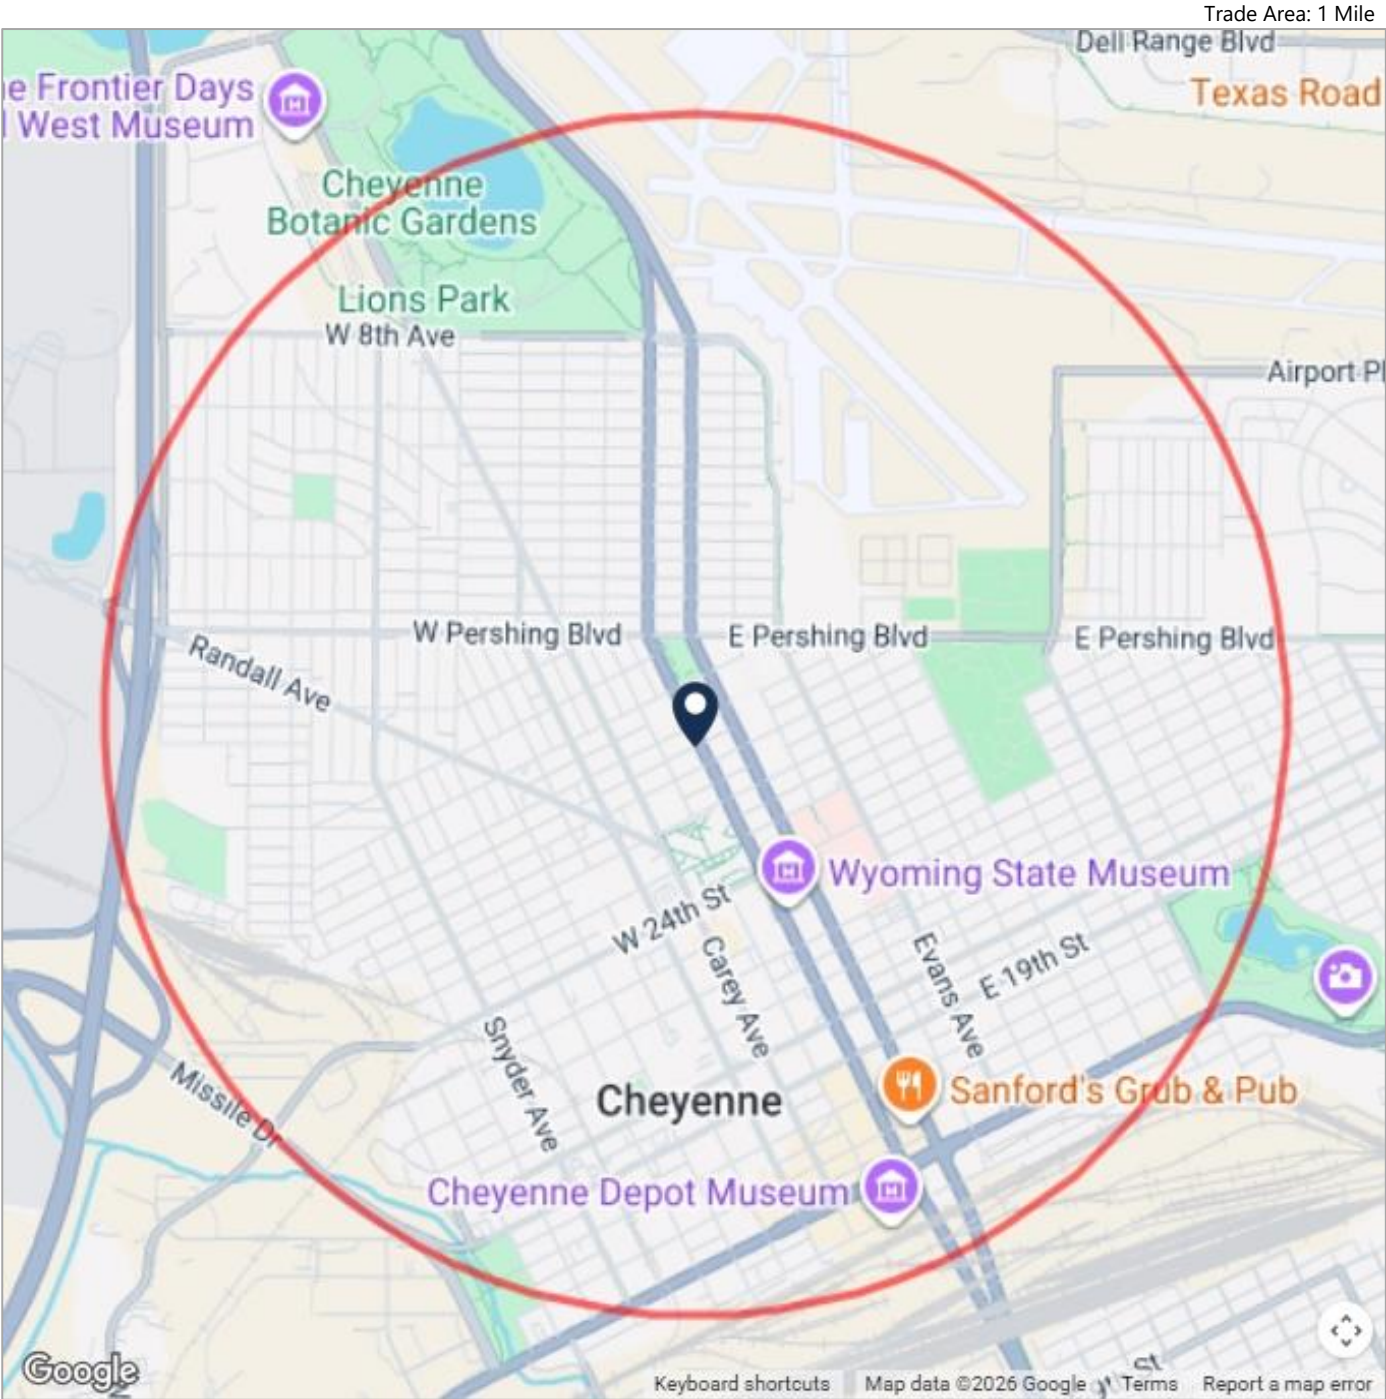 Trade Area: 1 Mile
Dell Range Blvd
e Frontier Days
West Museum
Texas Road
Cheyenne
Botanic Gardens
Lions Park
W 8th Ave
Airport
W Pershing Blvd
E Pershing Blvd
E Pershing Blvd
Randall Ave
Wyoming State Museum
W 24th St
Carey Ave
Evans Ave
E 19th St
Snyder Ave
Missile Dr
Cheyenne
Sanford's Grub & Pub
Cheyenne Depot Museum
Google
Keyboard shortcuts
Map data ©2026 Google
St
Terms
Report a map error